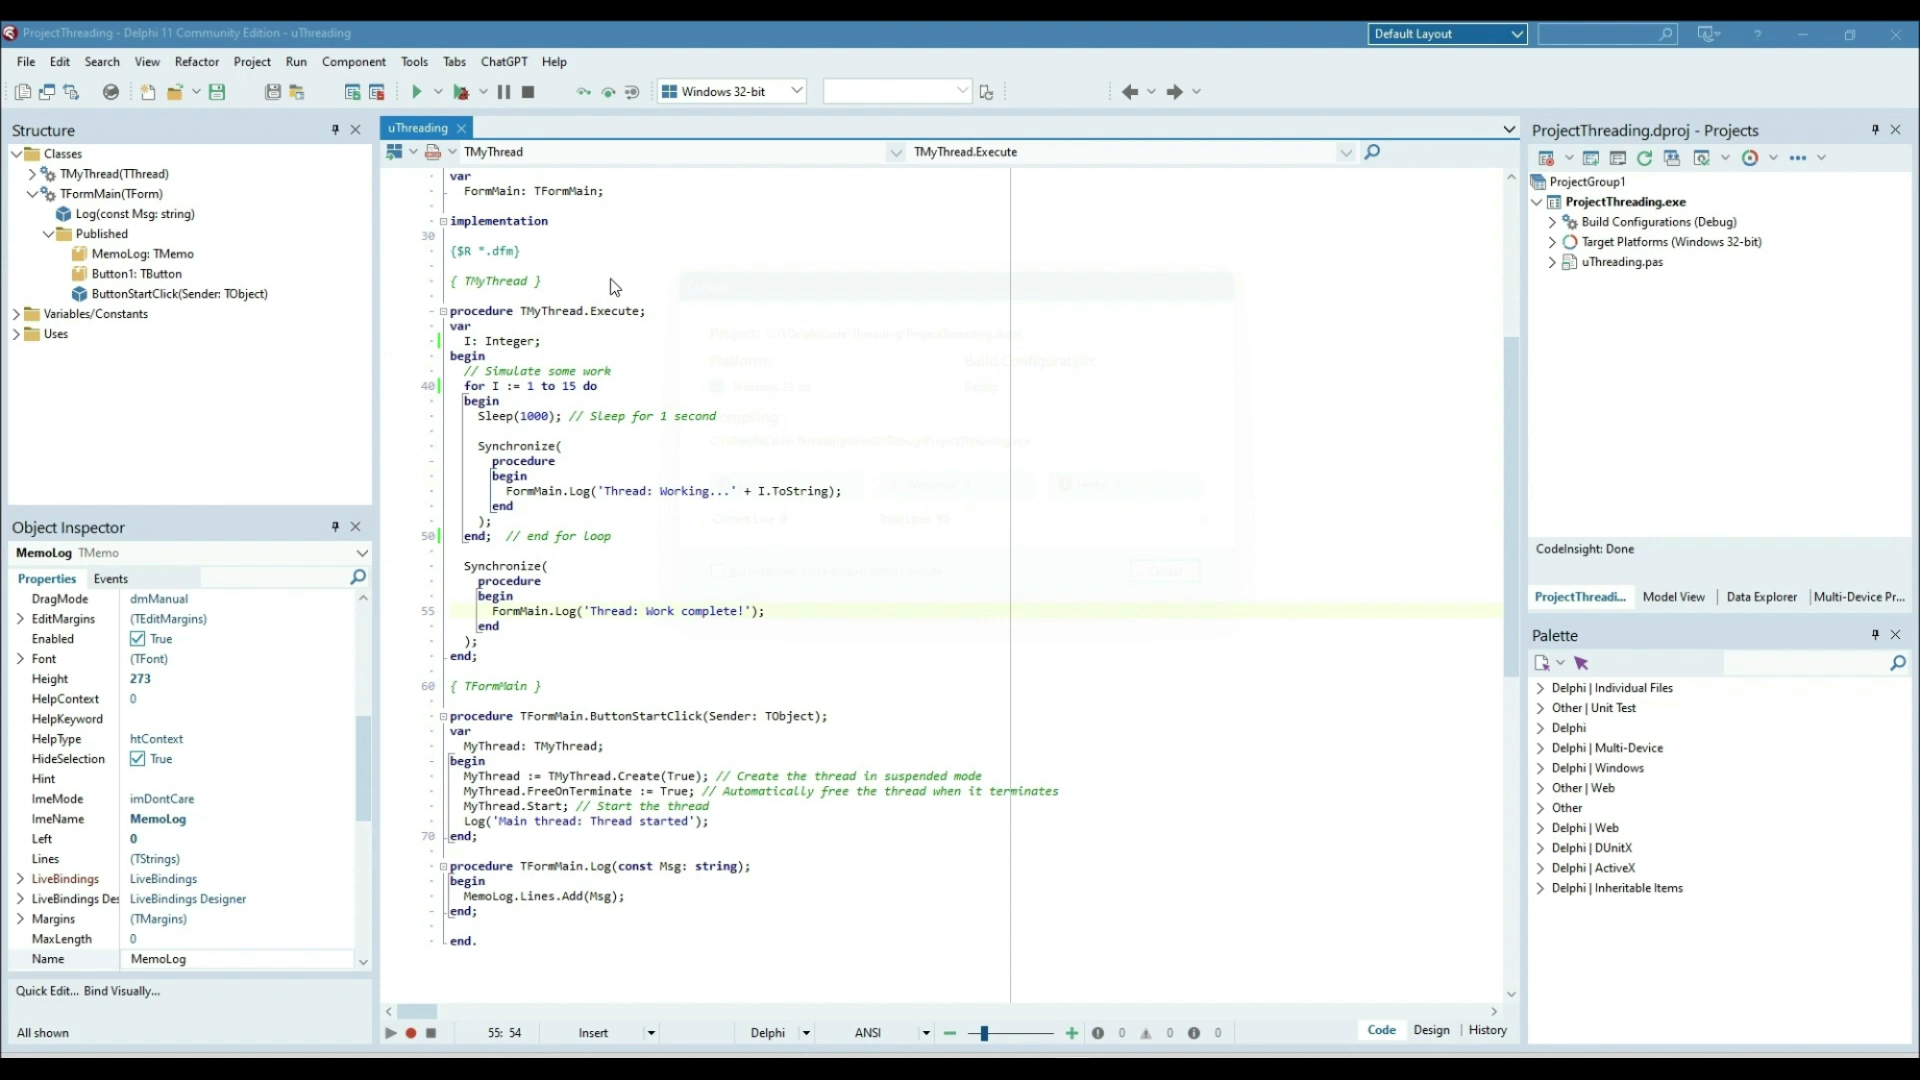 ProjectThreading - Delphi 11 Community Edition - uThreading
Default Layout
File Edit Search View Refactor Project Run Component Tools Tabs ChatGPT Help
Windows 32-bit
Structure
Classes
TMyThread(TThread)
TFormMain(TForm)
Log(const Msg: string)
Published
MemoLog: TMemo
Button1: TButton
ButtonStartClick(Sender: TObject)
Variables/Constants
Uses
Object Inspector
MemoLog TMemo
Properties Events
DragMode dmManual
EditMargins (TEditMargins)
Enabled True
Font (TFont)
Height 273
HelpContext 0
HelpKeyword
HelpType htContext
HideSelection True
Hint
ImeMode imDontCare
ImeName MemoLog
Left 0
Lines (TStrings)
LiveBindings LiveBindings
LiveBindings Des LiveBindings Designer
Margins (TMargins)
MaxLength 0
Name MemoLog
Quick Edit... Bind Visually...
All shown
uThreading
TMyThread TMyThread.Execute
var
FormMain: TFormMain;
implementation
30
{$R *.dfm}
{ TMyThread }
procedure TMyThread.Execute;
var
I: Integer;
begin
// Simulate some work
40 for I := 1 to 15 do
begin
Sleep(1000); // Sleep for 1 second
Synchronize(
procedure
begin
FormMain.Log('Thread: Working...' + I.ToString);
end
);
50 end; // end for loop
Synchronize(
procedure
begin
55 FormMain.Log('Thread: Work complete!');
end
);
end;
60 { TFormMain }
procedure TFormMain.ButtonStartClick(Sender: TObject);
var
MyThread: TMyThread;
begin
MyThread := TMyThread.Create(True); // Create the thread in suspended mode
MyThread.FreeOnTerminate := True; // Automatically free the thread when it terminates
MyThread.Start; // Start the thread
Log('Main thread: Thread started');
70 end;
procedure TFormMain.Log(const Msg: string);
begin
MemoLog.Lines.Add(Msg);
end;
end.
55: 54 Insert Delphi ANSI 0 0 0
Code Design History
Platform:
Build Configuration:
Windows 32-bit
Debug
ProjectThreading.dproj - Projects
ProjectGroup1
ProjectThreading.exe
Build Configurations (Debug)
Target Platforms (Windows 32-bit)
uThreading.pas
CodeInsight: Done
ProjectThreadi... Model View Data Explorer Multi-Device Pr...
Palette
Delphi | Individual Files
Other | Unit Test
Delphi
Delphi | Multi-Device
Delphi | Windows
Other | Web
Other
Delphi | Web
Delphi | DUnitX
Delphi | ActiveX
Delphi | Inheritable Items